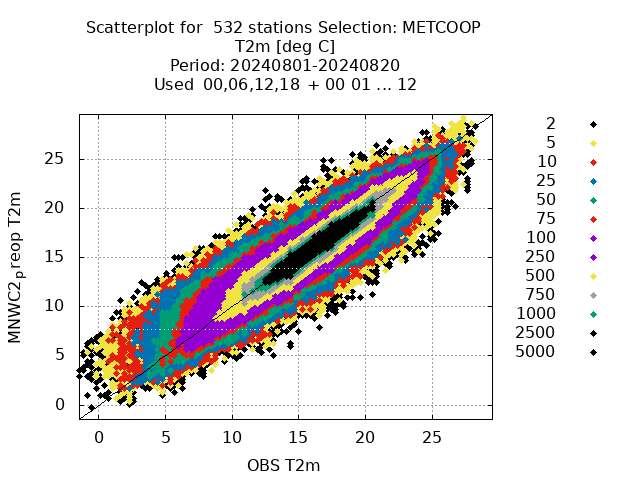 Scatterplot for  532 stations Selection: METCOOP
T2m [deg C]
Period: 20240801-20240820
Used  00,06,12,18  + 00 01 ... 12
MNWC2preop T2m
25
20
15
10
5
0
0 5 10 15 20 25
OBS T2m
2
5
10
25
50
75
100
250
500
750
1000
2500
5000